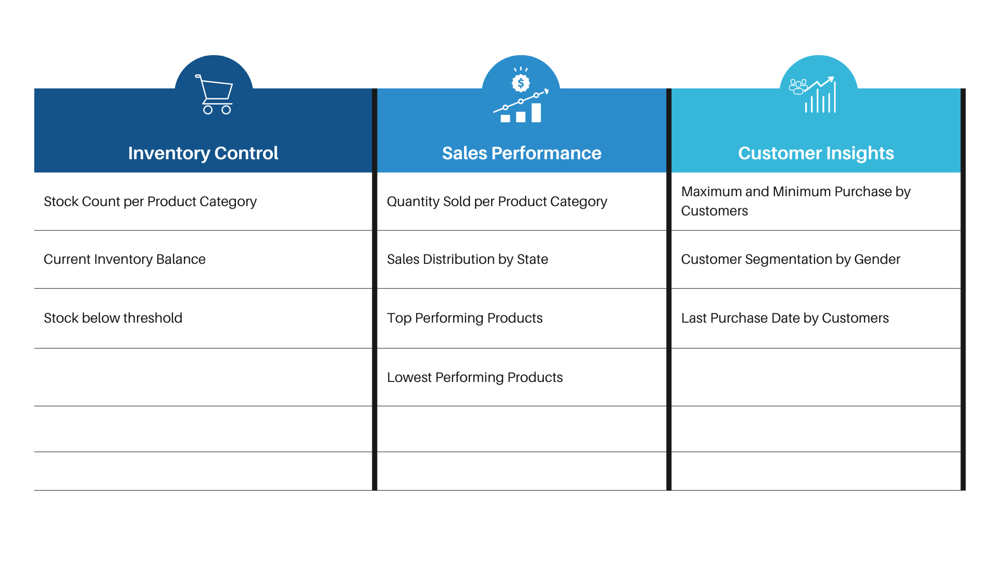 $
Inventory Control
Sales Performance
Customer Insights
Stock Count per Product Category
Quantity Sold per Product Category
Maximum and Minimum Purchase by
Customers
Current Inventory Balance
Sales Distribution by State
Customer Segmentation by Gender
Stock below threshold
Top Performing Products
Last Purchase Date by Customers
Lowest Performing Products